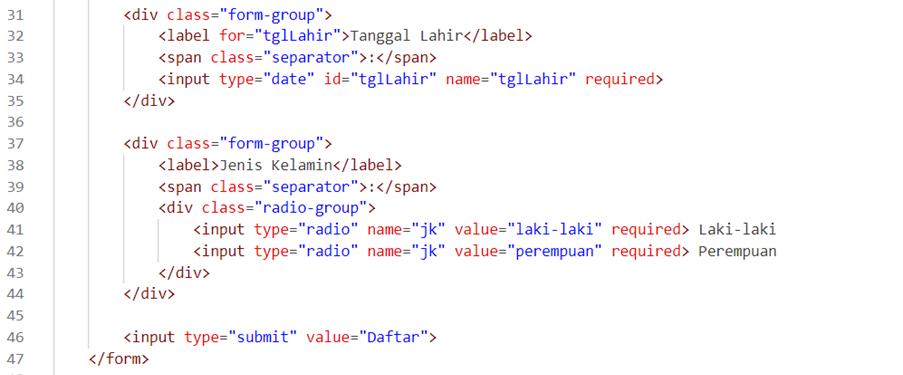 31 <div class="form-group">
32 <label for="tglLahir">Tanggal Lahir</label>
33 <span class="separator">:</span>
34 <input type="date" id="tglLahir" name="tglLahir" required>
35 </div>
36
37 <div class="form-group">
38 <label>Jenis Kelamin</label>
39 <span class="separator">:</span>
40 <div class="radio-group">
41 <input type="radio" name="jk" value="laki-laki" required> Laki-laki
42 <input type="radio" name="jk" value="perempuan" required> Perempuan
43 </div>
44 </div>
45
46 <input type="submit" value="Daftar">
47 </form>